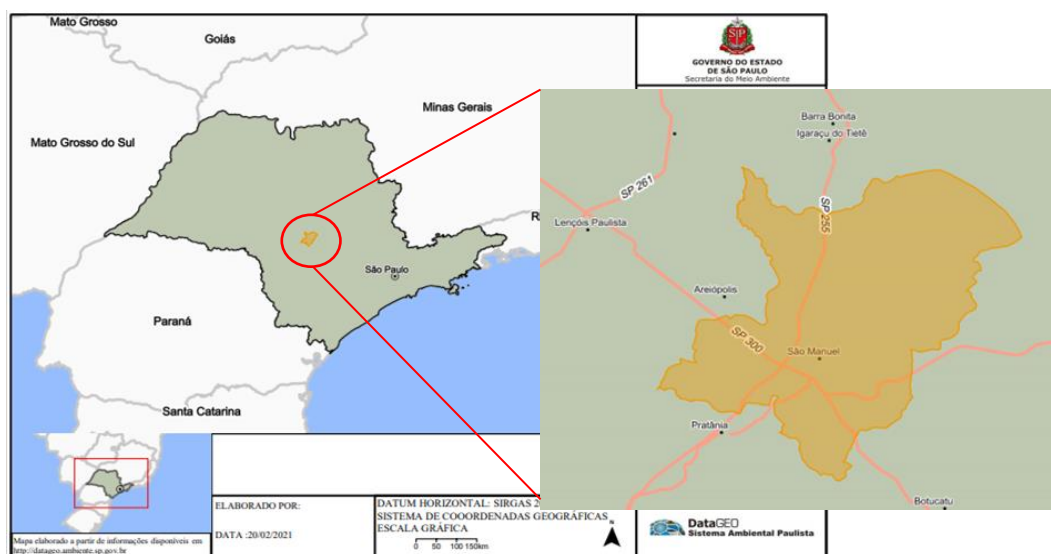 Mato Grosso
Goiás
Minas Gerais
Mato Grosso do Sul
São Paulo
Paraná
Santa Catarina
R
SP
GOVERNO DO ESTADO
DE SÃO PAULO
Secretaria do Meio Ambiente
Barra Bonita
Igaraçu do Tietê
SP 261
SP 255
Lençóis Paulista
Areiópolis
SP 300
São Manuel
Pratânia
Botucatu
Mapa elaborado a partir de informações disponíveis em
http://datageo.ambiente.sp.gov.br
ELABORADO POR:
DATA :20/02/2021
DATUM HORIZONTAL: SIRGAS 2
SISTEMA DE COOORDENADAS GEOGRÁFICAS
ESCALA GRÁFICA
0 50 100 150km
N
DataGEO
Sistema Ambiental Paulista